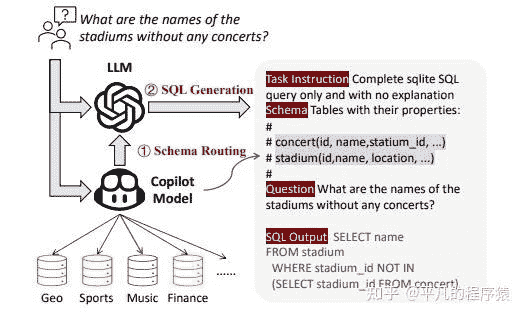 What are the names of the
stadiums without any concerts?
LLM
② SQL Generation
① Schema Routing
Copilot
Model
Geo Sports Music Finance ......
Task Instruction Complete sqlite SQL
query only and with no explanation
Schema Tables with their properties:
#
# concert(id, name,statium_id, ...)
# stadium(id,name, location, ...)
#
Question What are the names of the
stadiums without any concerts?
SQL Output SELECT name
FROM stadium
WHERE stadium_id NOT IN
(SELECT stadium_id FROM concert)
知乎 @平凡的程序猿